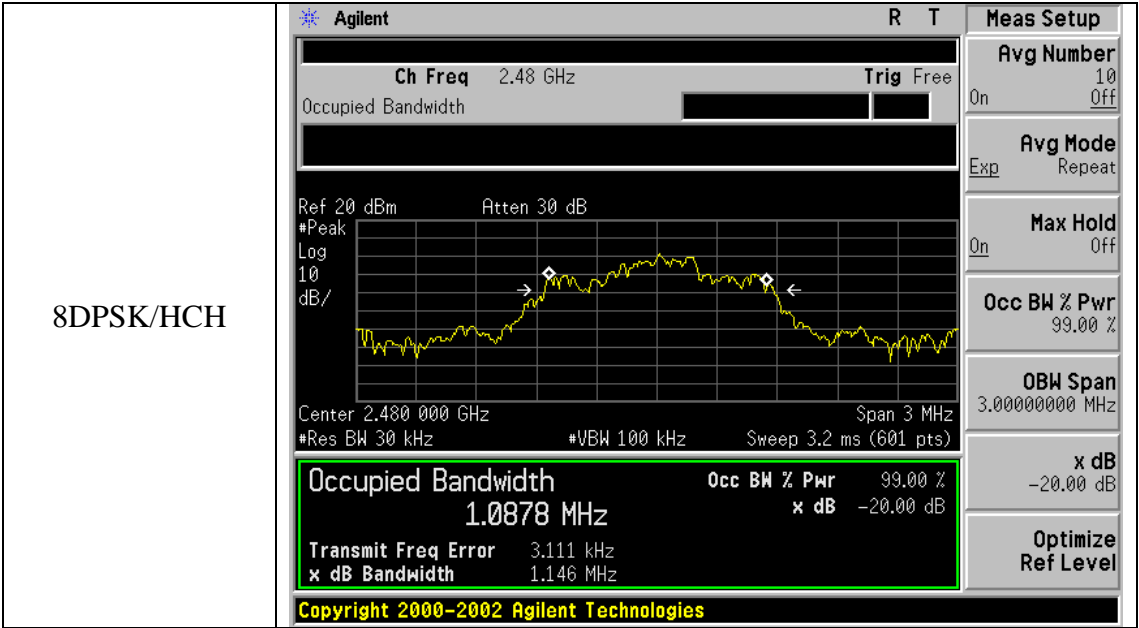 8DPSK/HCH
Agilent R T
Ch Freq 2.48 GHz Trig Free
Occupied Bandwidth
Ref 20 dBm Atten 30 dB
#Peak
Log
10
dB/
Center 2.480 000 GHz Span 3 MHz
#Res BW 30 kHz #VBW 100 kHz Sweep 3.2 ms (601 pts)
Occupied Bandwidth Occ BW % Pwr 99.00 %
1.0878 MHz x dB -20.00 dB
Transmit Freq Error 3.111 kHz
x dB Bandwidth 1.146 MHz
Copyright 2000-2002 Agilent Technologies
Meas Setup
Avg Number
10
On Off
Avg Mode
Exp Repeat
Max Hold
On Off
Occ BW % Pwr
99.00 %
OBW Span
3.00000000 MHz
x dB
-20.00 dB
Optimize
Ref Level